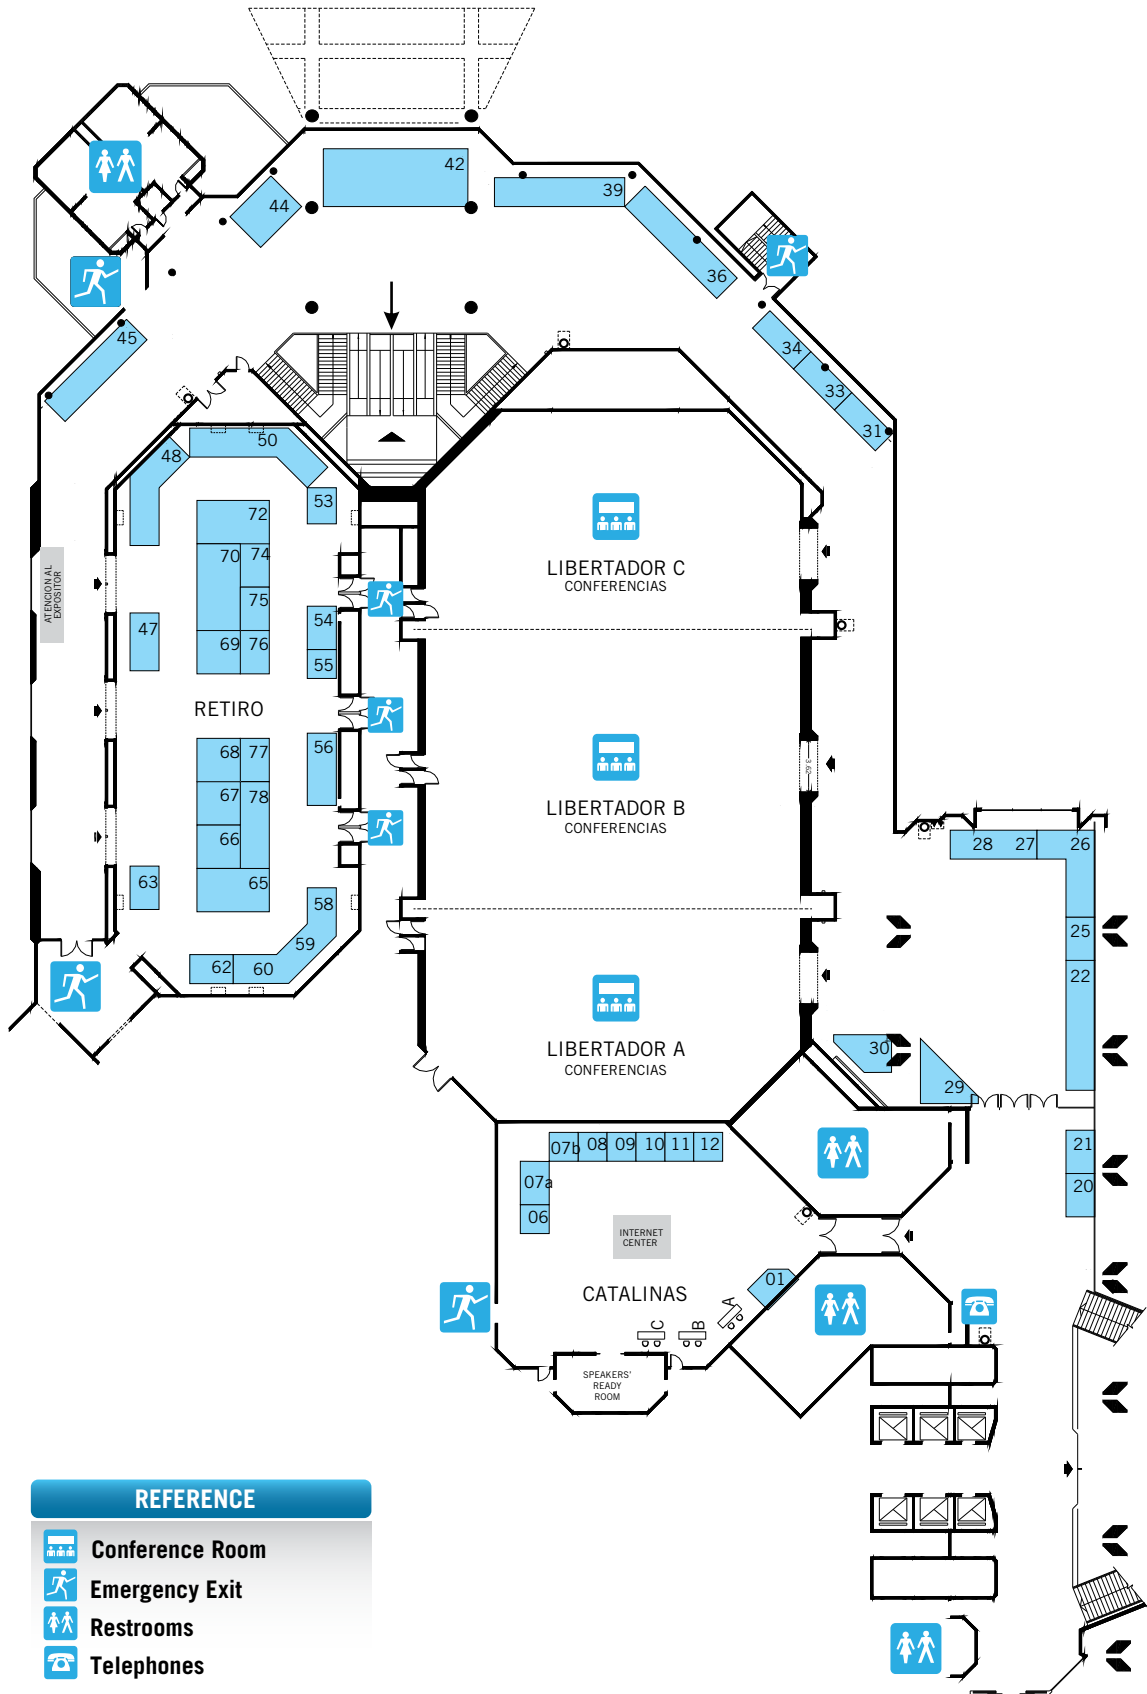 42
39
44
36
45
34
33
31
50
48
53
72
70
74
75
69
76
54
55
47
ATENCION AL
EXPOSITOR
LIBERTADOR C
CONFERENCIAS
RETIRO
68
77
67
78
66
65
56
63
58
59
62
60
LIBERTADOR B
CONFERENCIAS
3.62
28
27
26
25
22
30
29
LIBERTADOR A
CONFERENCIAS
21
20
07b
08
09
10
11
12
07a
06
INTERNET
CENTER
01
CATALINAS
A
B
C
SPEAKERS'
READY
ROOM
REFERENCE
Conference Room
Emergency Exit
Restrooms
Telephones